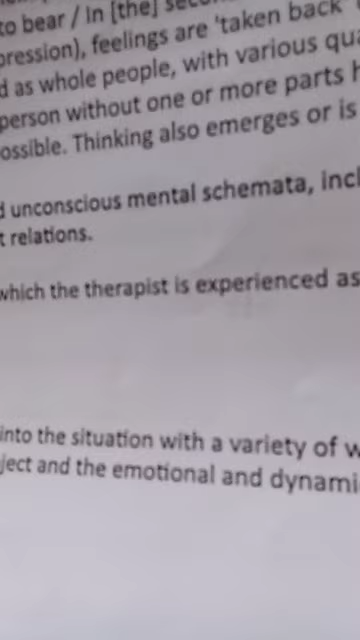 to bear / in [the]
pression), feelings are 'taken back'
d as whole people, with various qua
person without one or more parts h
ossible. Thinking also emerges or is
d unconscious mental schemata, incl
t relations.
which the therapist is experienced as
into the situation with a variety of w
ject and the emotional and dynami